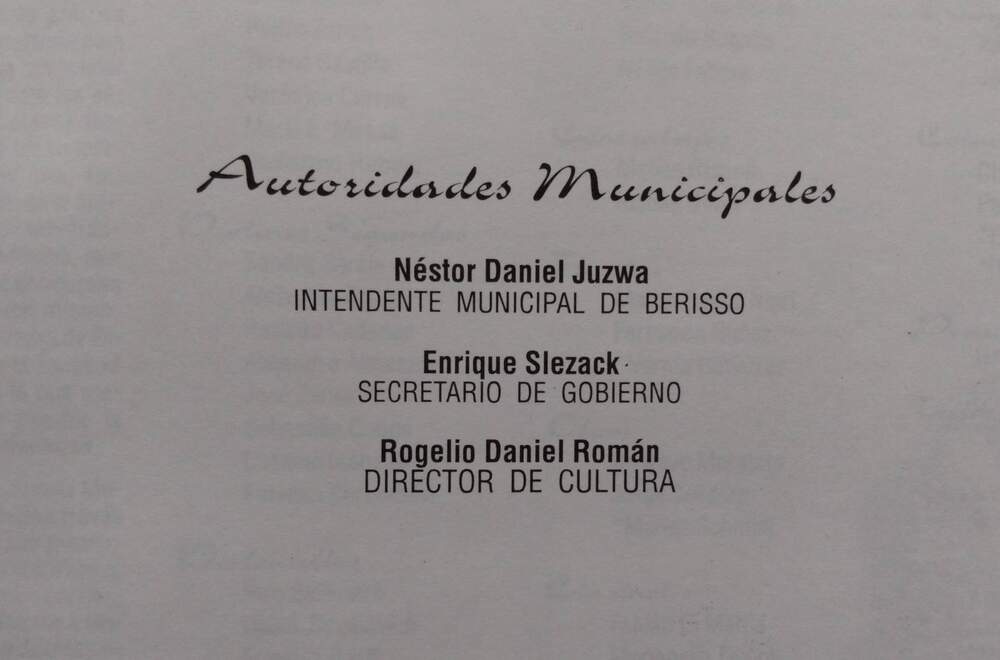 Autoridades Municipales
Néstor Daniel Juzwa
INTENDENTE MUNICIPAL DE BERISSO
Enrique Slezack
SECRETARIO DE GOBIERNO
Rogelio Daniel Román
DIRECTOR DE CULTURA